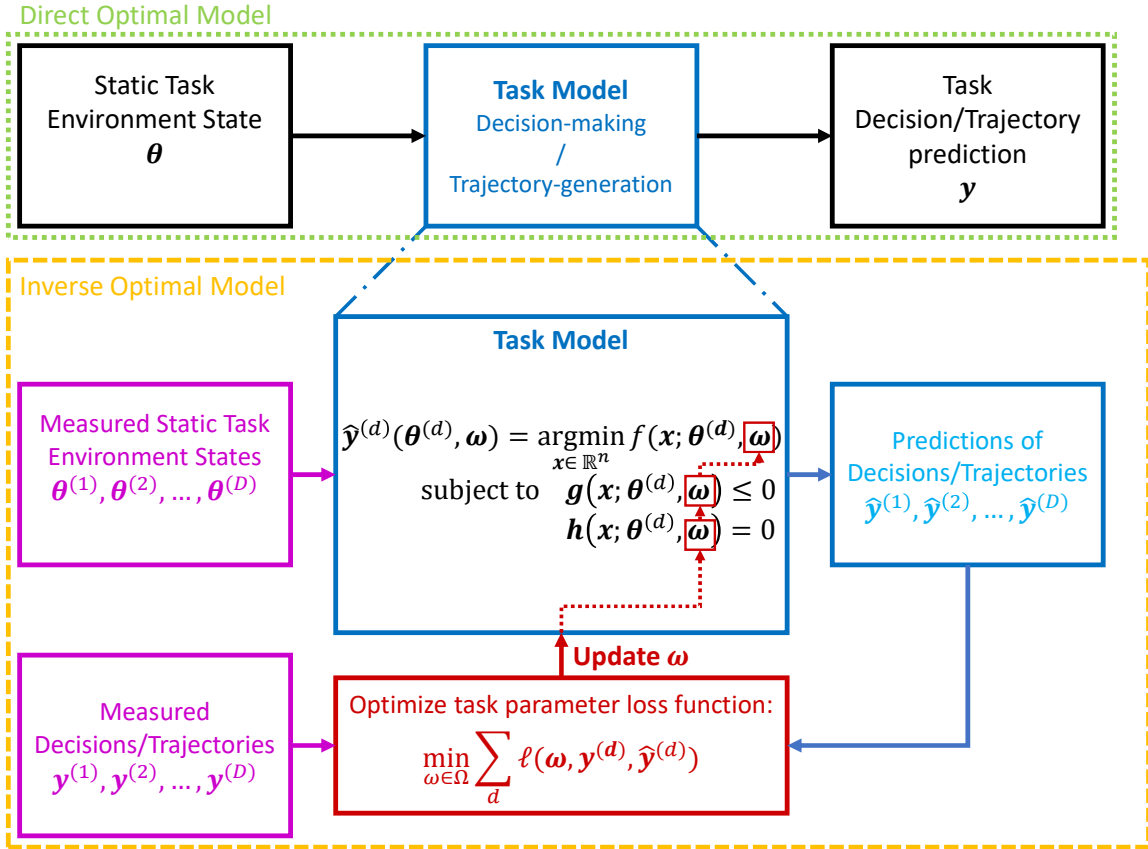 Direct Optimal Model
Static Task
Environment State
θ
Task Model
Decision-making
/
Trajectory-generation
Task
Decision/Trajectory
prediction
y
Inverse Optimal Model
Measured Static Task
Environment States
θ⁽¹⁾, θ⁽²⁾, …, θ⁽ᴰ⁾
Task Model
ŷ⁽ᵈ⁾(θ⁽ᵈ⁾, ω) = argmin f(x; θ⁽ᵈ⁾, ω)
x∈ ℝⁿ
subject to g(x; θ⁽ᵈ⁾, ω) ≤ 0
h(x; θ⁽ᵈ⁾, ω) = 0
Predictions of
Decisions/Trajectories
ŷ⁽¹⁾, ŷ⁽²⁾, …, ŷ⁽ᴰ⁾
Update ω
Measured
Decisions/Trajectories
y⁽¹⁾, y⁽²⁾, …, y⁽ᴰ⁾
Optimize task parameter loss function:
min ∑ ℓ(ω, y⁽ᵈ⁾, ŷ⁽ᵈ⁾)
ω∈Ω d